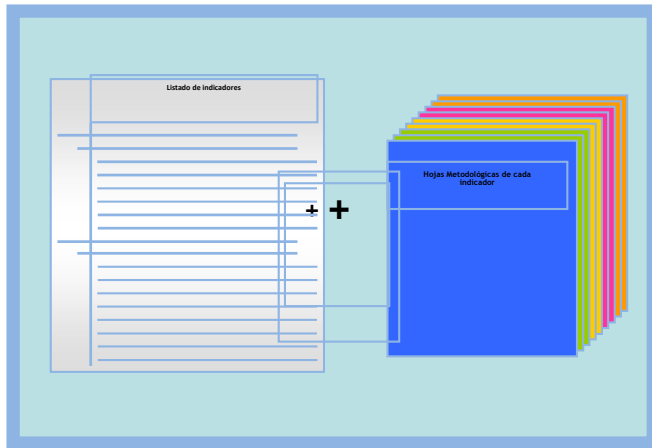 Listado de indicadores
+ +
Hojas Metodológicas de cada
indicador